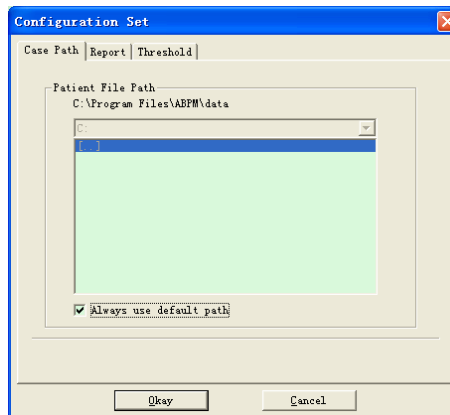 Configuration Set
Case Path Report Threshold
Patient File Path
C:\Program Files\ABPM\data
C:
[..]
Always use default path
Okay Cancel